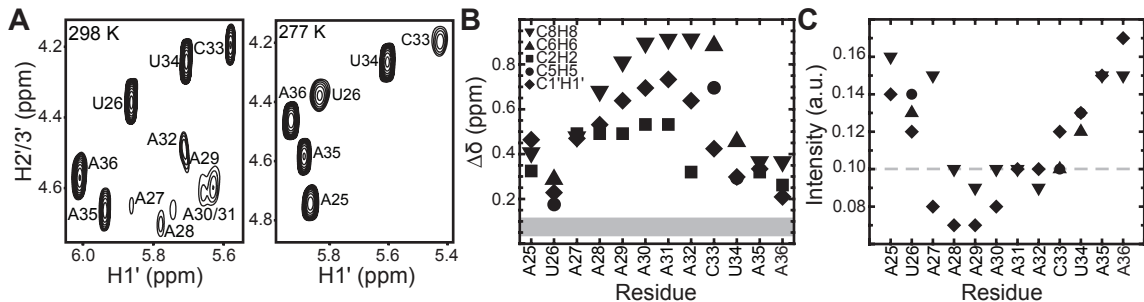 A
298 K
C33
U34
U26
A32
A29
A36
A27
A35
A30/31
A28
4.2
4.4
4.6
H2'/3' (ppm)
6.0 5.8 5.6
H1' (ppm)
277 K
C33
U34
A36
U26
A35
A25
4.2
4.4
4.6
4.8
5.8 5.6 5.4
H1' (ppm)
B
C8H8
C6H6
C2H2
C5H5
C1'H1'
0.8
0.6
0.4
0.2
Δδ (ppm)
A25 U26 A27 A28 A29 A30 A31 A32 C33 U34 A35 A36
Residue
C
0.16
0.14
0.12
0.10
0.08
Intensity (a.u.)
A25 U26 A27 A28 A29 A30 A31 A32 C33 U34 A35 A36
Residue